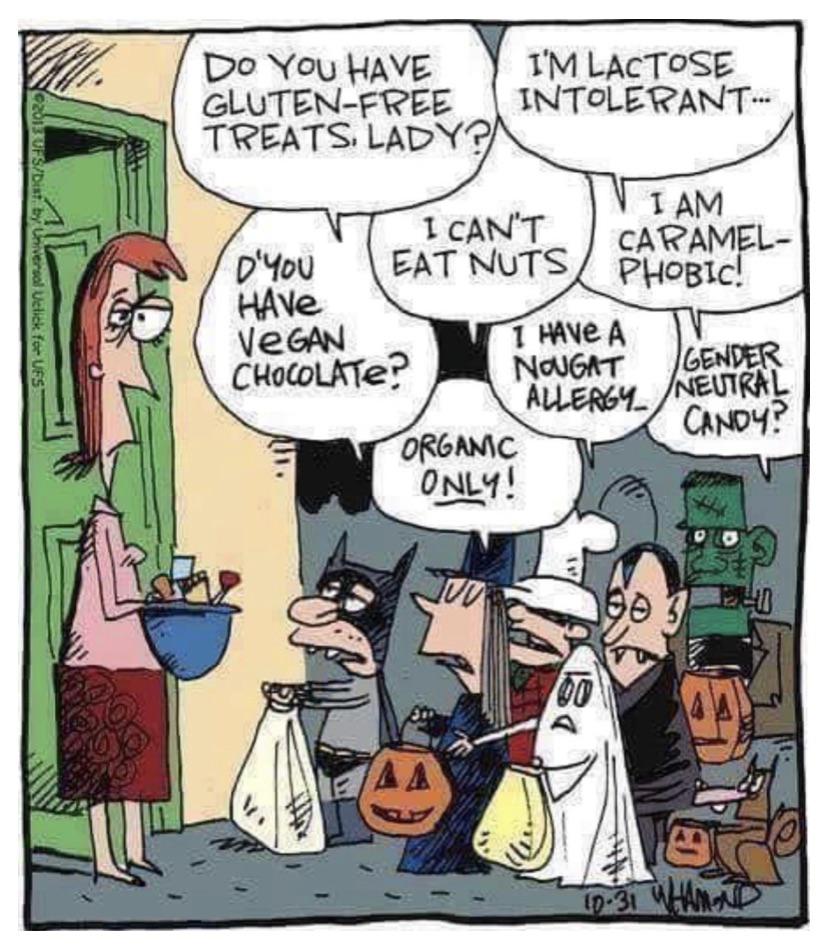 DO YOU HAVE
GLUTEN-FREE
TREATS, LADY?
I'M LACTOSE
INTOLERANT...
D'YOU
HAVe
VeGAN
CHOCOLATe?
I CAN'T
EAT NUTS
I AM
CARAMEL-
PHOBIC!
ORGANIC
ONLY!
I HAVe A
NOUGAT
ALLERGY...
GENDER
NEUTRAL
CANDY?
©2013 UFS/Dist. by Universal Uclick for UFS
10-31 WHAMOND